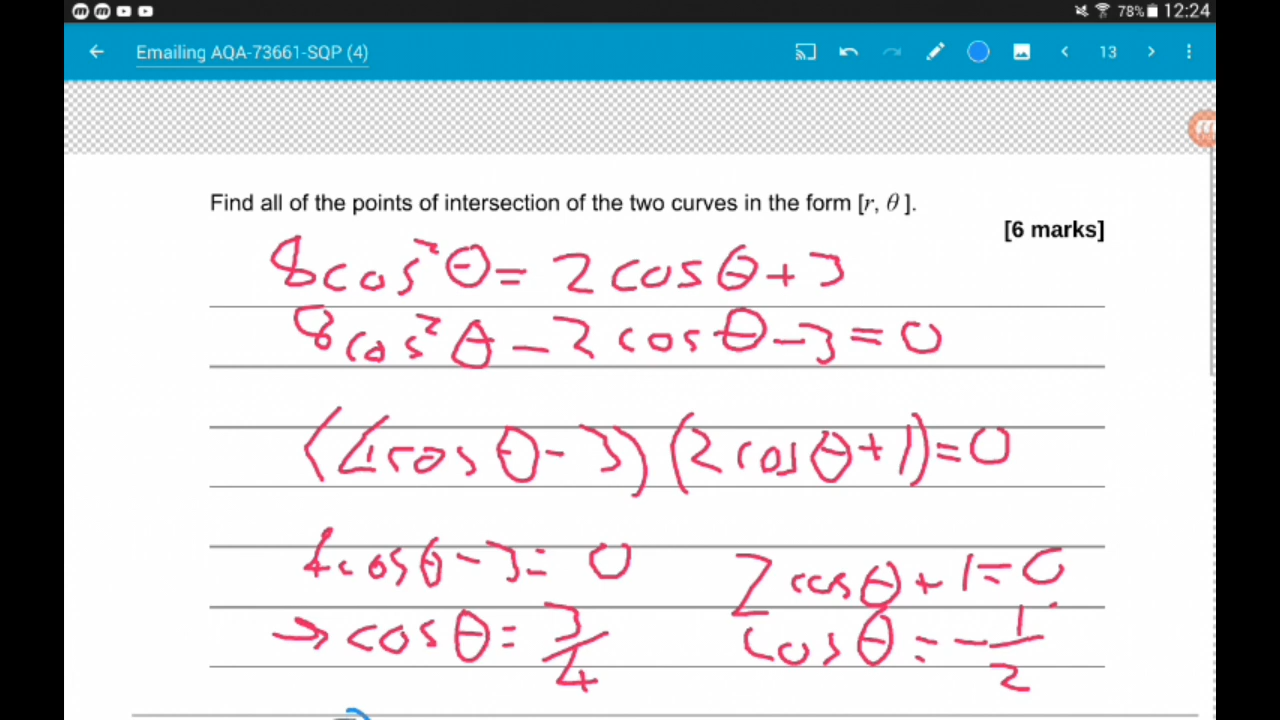 78% 12:24
Emailing AQA-73661-SQP (4) 13
Find all of the points of intersection of the two curves in the form [r, θ].
[6 marks]
8cos²θ = 2cosθ + 3
8cos²θ - 2cosθ - 3 = 0
(4cosθ - 3)(2cosθ + 1) = 0
4cosθ - 3 = 0 2cosθ + 1 = 0
→ cosθ = 3/4 cosθ = -1/2